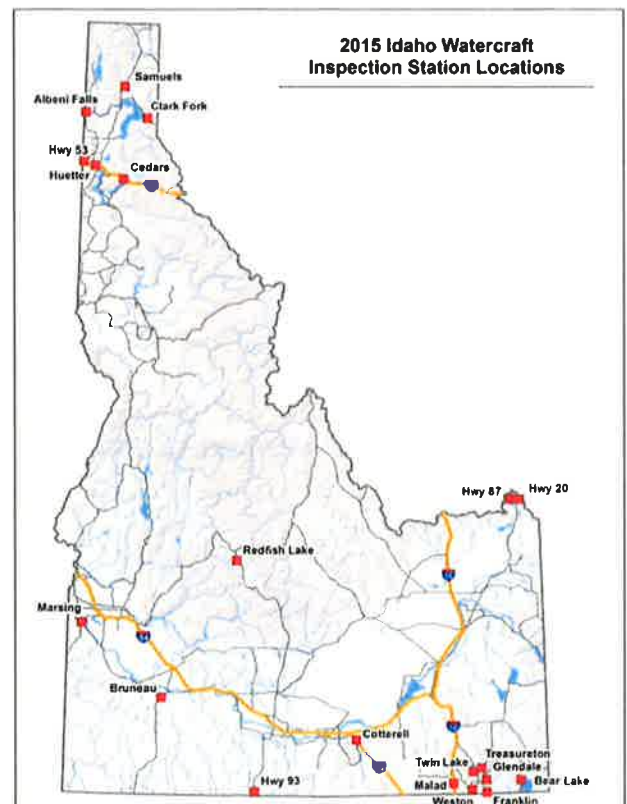 2015 Idaho Watercraft
Inspection Station Locations
Samuels
Albeni Falls
Clark Fork
Hwy 53
Huetter
Cedars
Hwy 87
Hwy 20
Redfish Lake
Marsing
Bruneau
Cotterell
Hwy 93
Twin Lake
Treasureton
Glendale
Malad
Bear Lake
Weston
Franklin